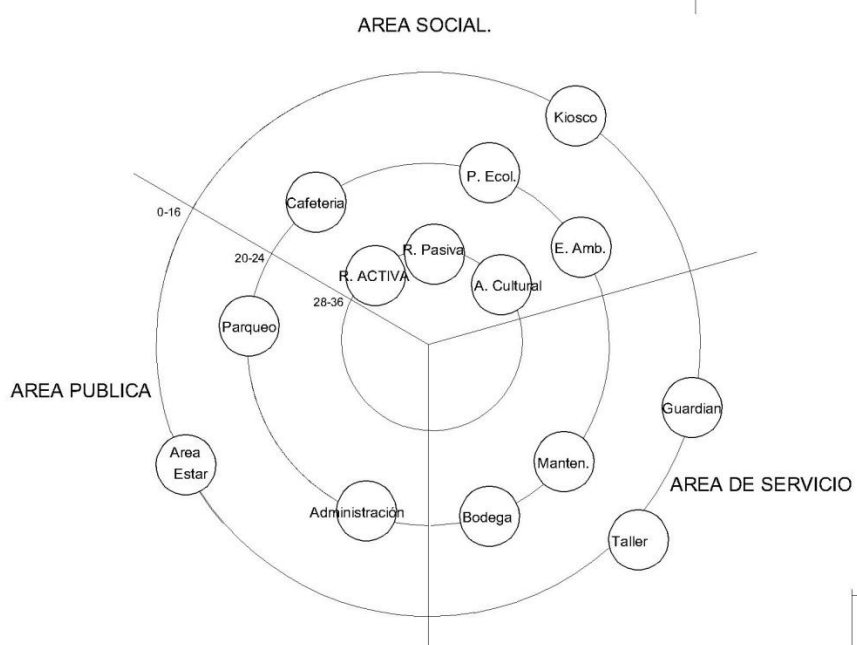 AREA SOCIAL.
Kiosco
P. Ecol.
Cafeteria
0-16
E. Amb.
R. Pasiva
20-24
R. ACTIVA
A. Cultural
28-36
Parqueo
AREA PUBLICA
Guardian
Area
Estar
Manten.
AREA DE SERVICIO
Administración
Bodega
Taller